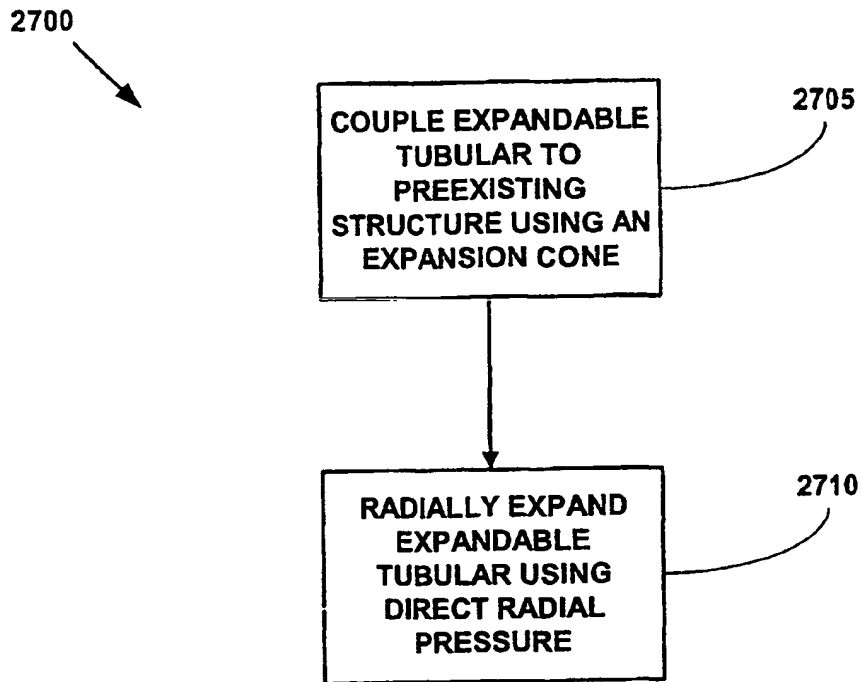 2700
2705
COUPLE EXPANDABLE
TUBULAR TO
PREEXISTING
STRUCTURE USING AN
EXPANSION CONE
2710
RADIALLY EXPAND
EXPANDABLE
TUBULAR USING
DIRECT RADIAL
PRESSURE